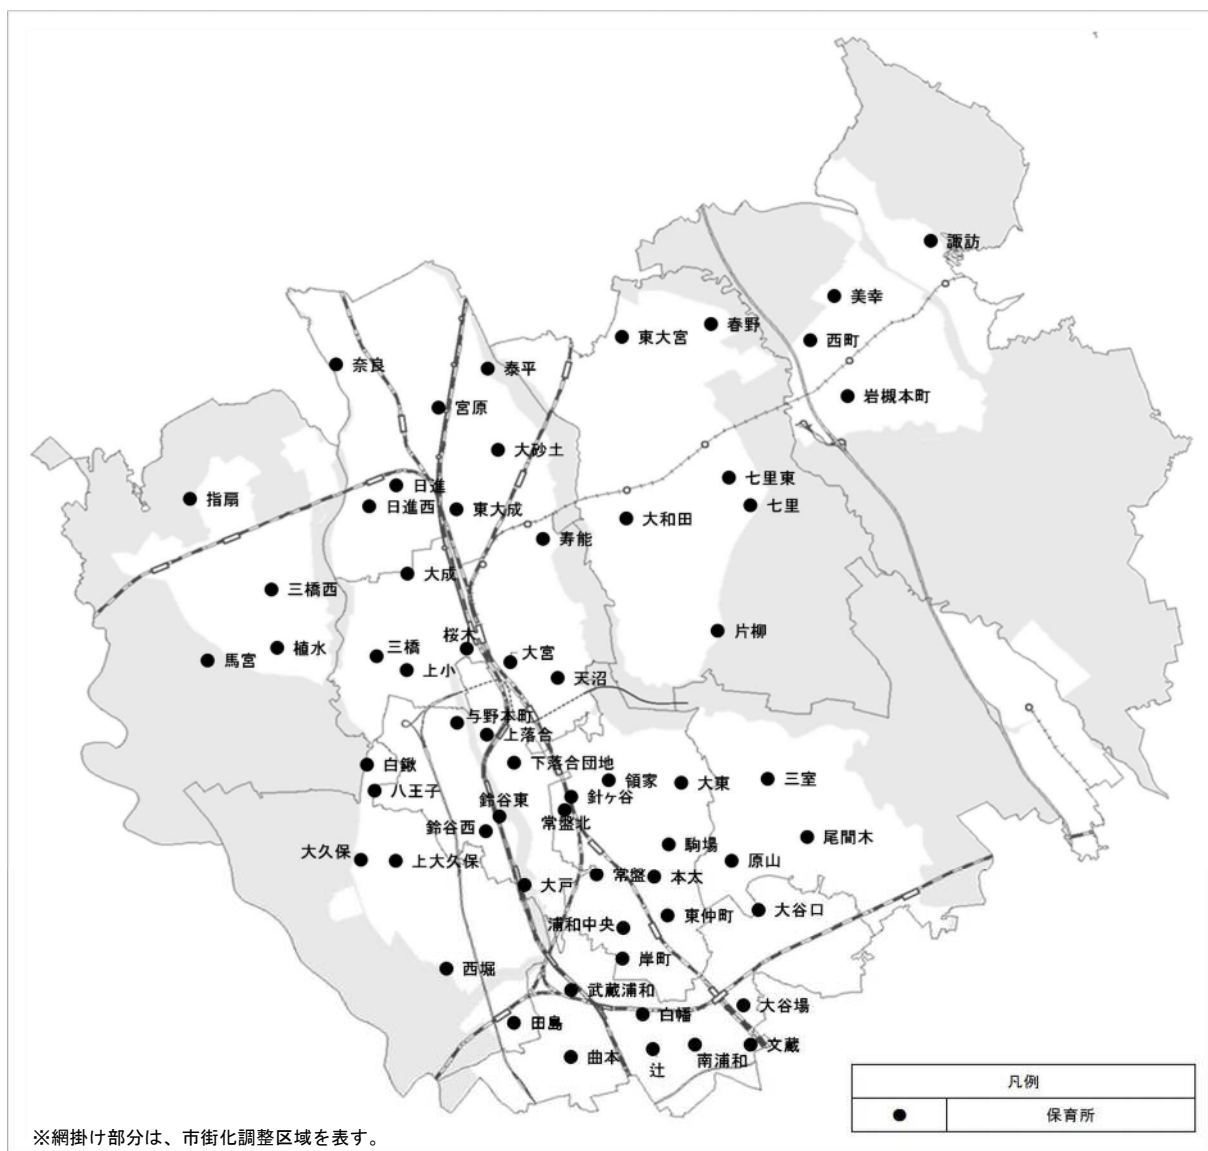 諏訪
美幸
春野
東大宮
西町
奈良
泰平
岩槻本町
宮原
大砂土
七里東
日進
指扇
日進西
東大成
七里
大和田
寿能
大成
三橋西
片柳
桜木
植水
三橋
大宮
馬宮
上小
天沼
与野本町
上落合
白鍬
下落合団地
領家
大東
三室
八王子
針ヶ谷
鈴谷東
常盤北
鈴谷西
尾間木
駒場
大久保
上大久保
原山
常盤
本太
大戸
東仲町
大谷口
浦和中央
岸町
西堀
武蔵浦和
大谷場
田島
白幡
曲本
辻
南浦和
文蔵
凡例
保育所
※網掛け部分は、市街化調整区域を表す。